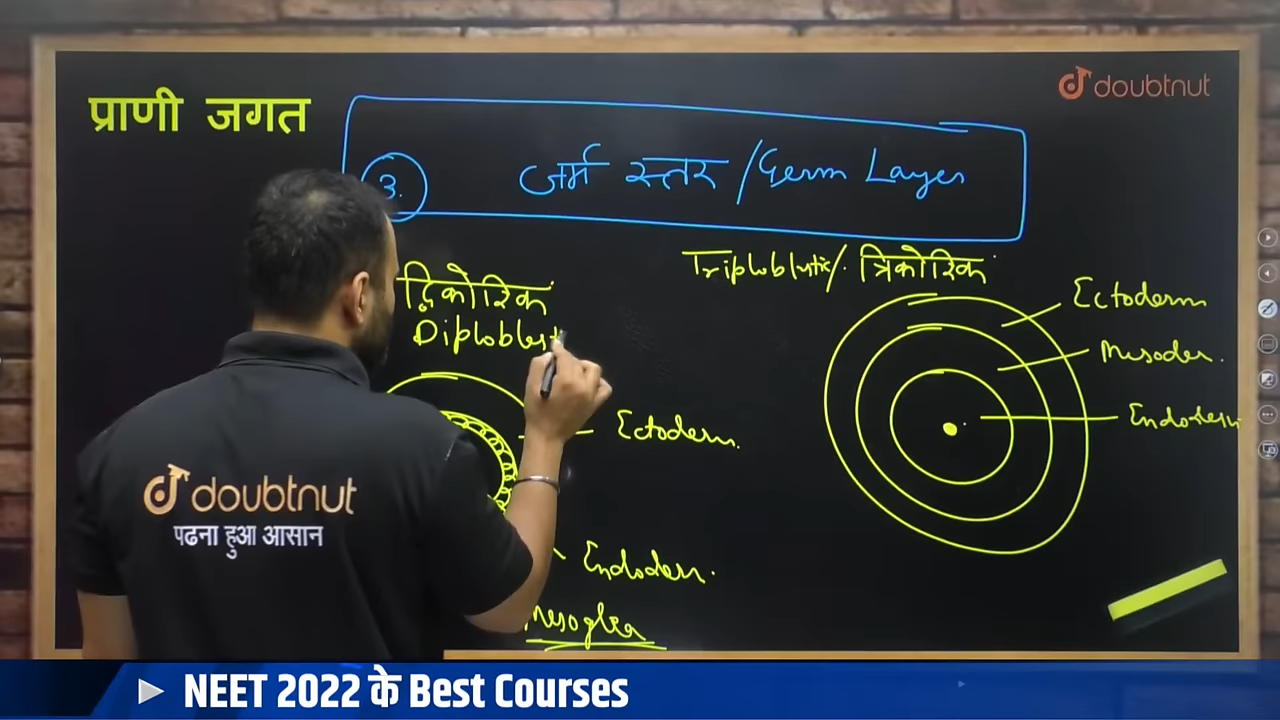 doubtnut
प्राणी जगत
3. जर्म स्तर / Germ Layer
Triploblastic/. त्रिकोरिक
द्विकोरिक
Diploblast
Ectoderm
Mesoder.
Endoderm
Ectoderm.
Endoderm.
mesoglea
doubtnut
पढना हुआ आसान
NEET 2022 के Best Courses